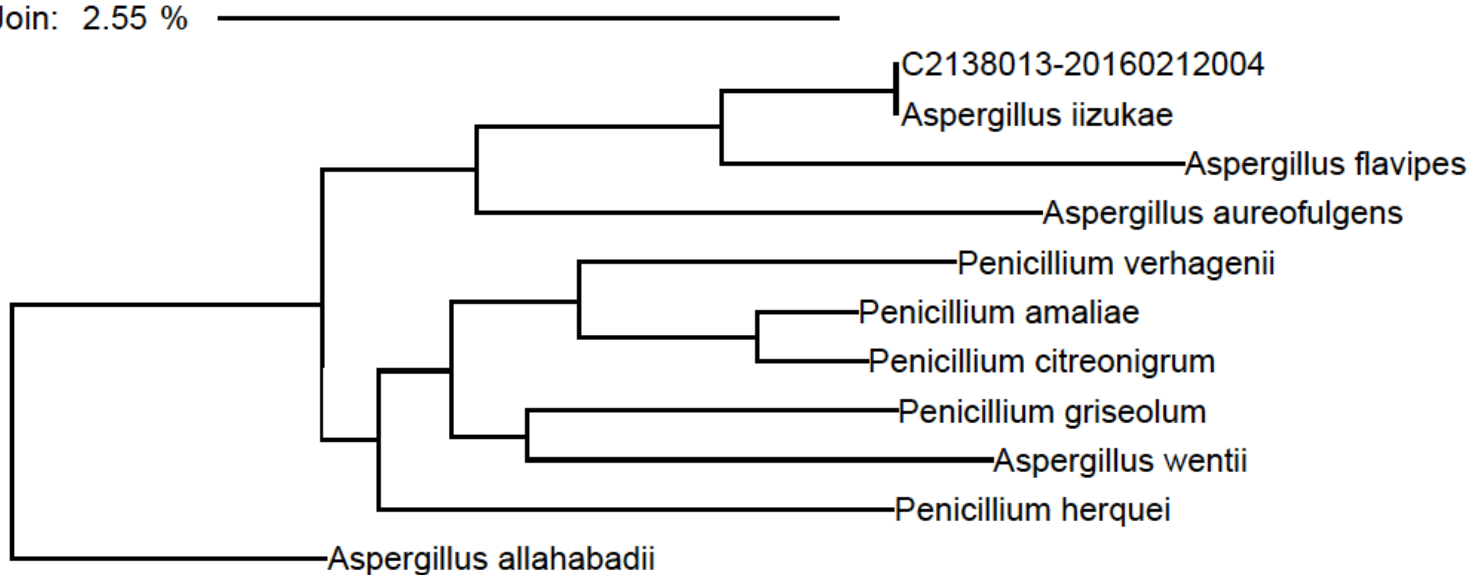 Join: 2.55 %
C2138013-20160212004
Aspergillus iizukae
Aspergillus flavipes
Aspergillus aureofulgens
Penicillium verhagenii
Penicillium amaliae
Penicillium citreonigrum
Penicillium griseolum
Aspergillus wentii
Penicillium herquei
Aspergillus allahabadii